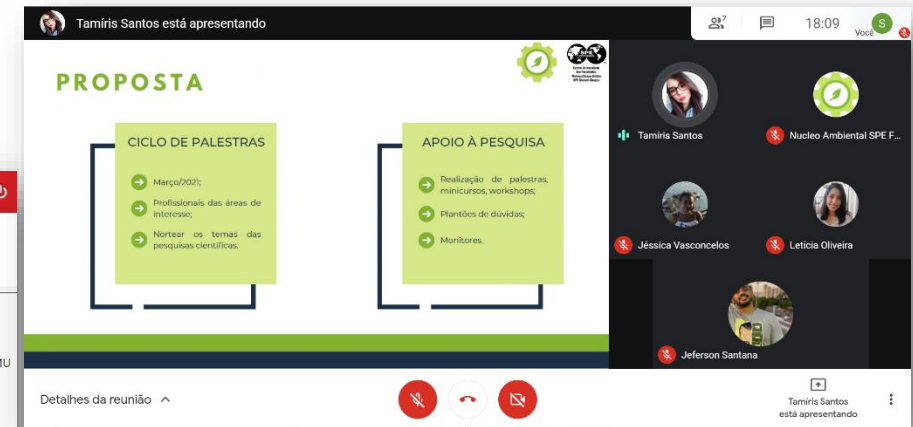 Tamíris Santos está apresentando
7
18:09
Você
S
PROPOSTA
SPE
CICLO DE PALESTRAS
Março/2021;
Profissionais das áreas de
interesse;
Nortear os temas das
pesquisas científicas.
APOIO À PESQUISA
Realização de palestras,
minicursos, workshops;
Plantões de dúvidas;
Monitores.
Tamíris Santos
Nucleo Ambiental SPE F...
Jéssica Vasconcelos
Letícia Oliveira
Jeferson Santana
Detalhes da reunião
Tamíris Santos
está apresentando